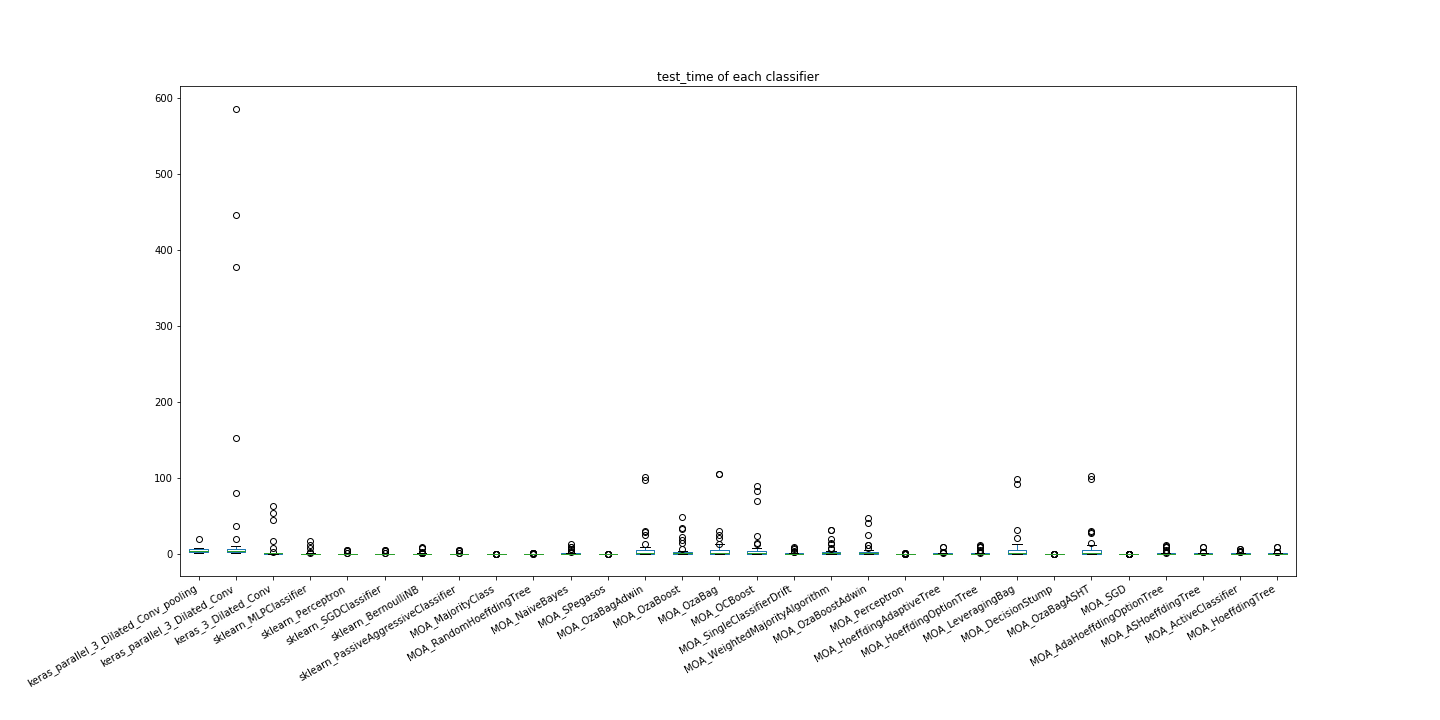 test_time of each classifier
600
500
400
300
200
100
0
keras_parallel_3_Dilated_Conv_pooling
keras_parallel_3_Dilated_Conv
keras_3_Dilated_Conv
sklearn_MLPClassifier
sklearn_Perceptron
sklearn_SGDClassifier
sklearn_BernoulliNB
sklearn_PassiveAggressiveClassifier
MOA_MajorityClass
MOA_RandomHoeffdingTree
MOA_NaiveBayes
MOA_SPegasos
MOA_OzaBagAdwin
MOA_OzaBoost
MOA_OzaBag
MOA_OCBoost
MOA_SingleClassifierDrift
MOA_WeightedMajorityAlgorithm
MOA_OzaBoostAdwin
MOA_Perceptron
MOA_HoeffdingAdaptiveTree
MOA_HoeffdingOptionTree
MOA_LeveragingBag
MOA_DecisionStump
MOA_OzaBagASHT
MOA_SGD
MOA_AdaHoeffdingOptionTree
MOA_ASHoeffdingTree
MOA_ActiveClassifier
MOA_HoeffdingTree